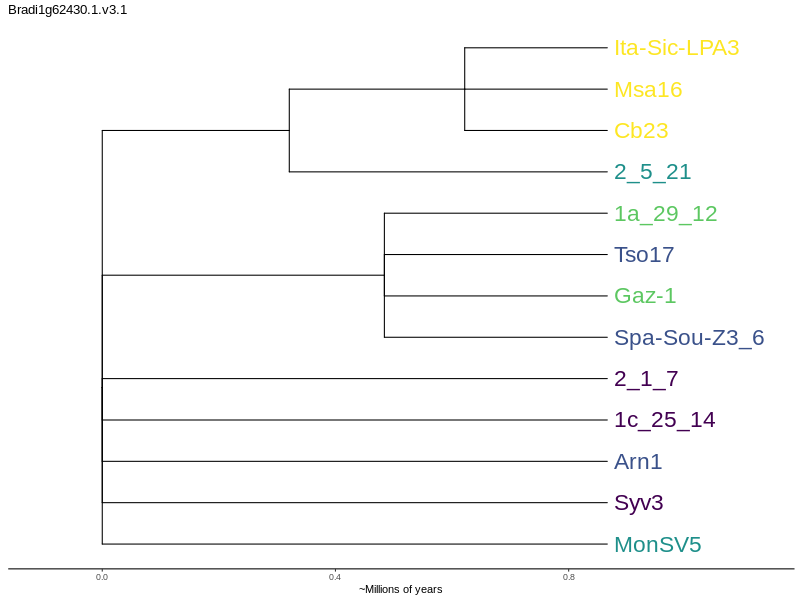 Bradi1g62430.1.v3.1
Ita-Sic-LPA3
Msa16
Cb23
2_5_21
1a_29_12
Tso17
Gaz-1
Spa-Sou-Z3_6
2_1_7
1c_25_14
Arn1
Syv3
MonSV5
0.0 0.4 0.8
~Millions of years